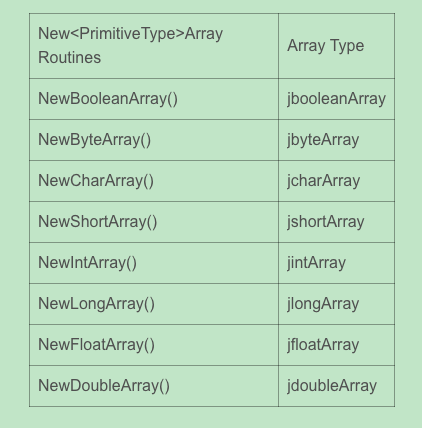 New<PrimitiveType>Array
Routines
Array Type
NewBooleanArray()
jbooleanArray
NewByteArray()
jbyteArray
NewCharArray()
jcharArray
NewShortArray()
jshortArray
NewIntArray()
jintArray
NewLongArray()
jlongArray
NewFloatArray()
jfloatArray
NewDoubleArray()
jdoubleArray